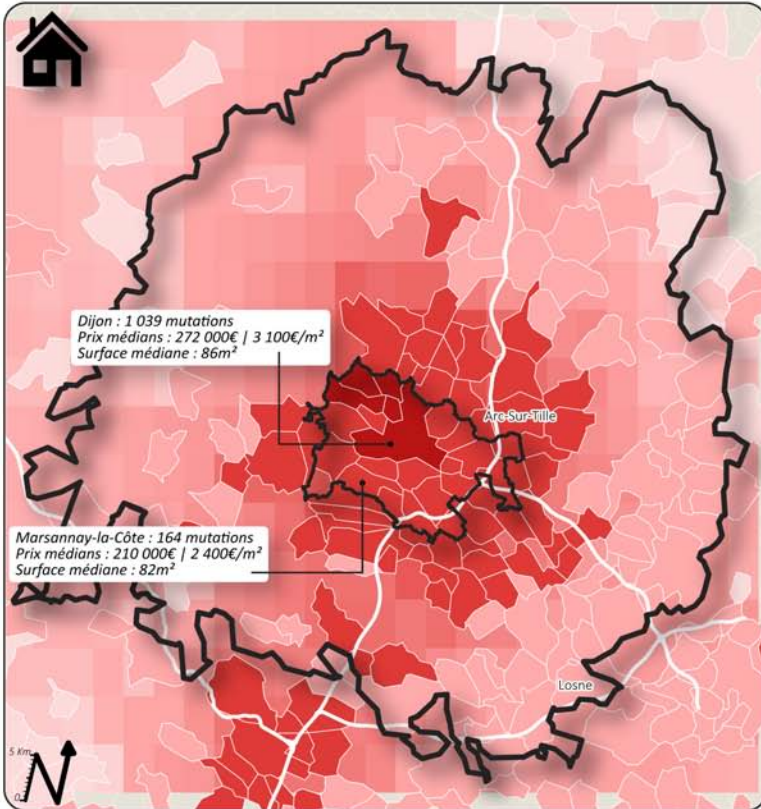 Dijon : 1 039 mutations
Prix médians : 272 000€ | 3 100€/m²
Surface médiane : 86m²
Arc-Sur-Tille
Marsannay-la-Côte : 164 mutations
Prix médians : 210 000€ | 2 400€/m²
Surface médiane : 82m²
Losne
5 Km
0
N